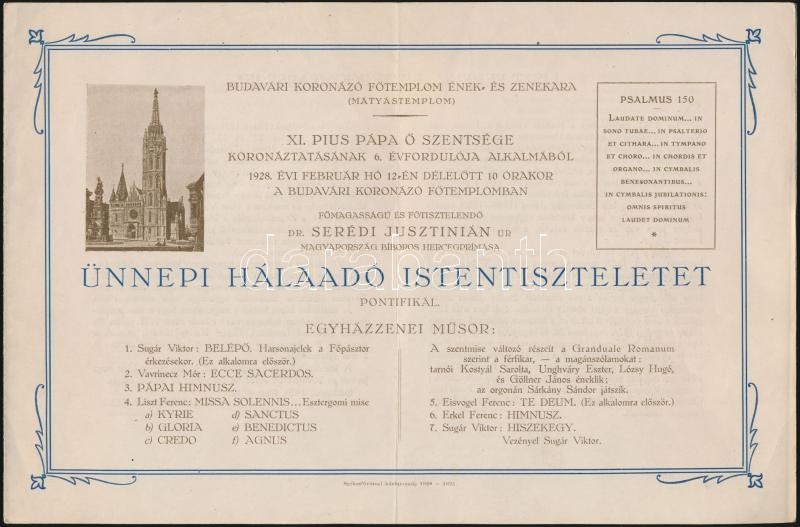 BUDAVÁRI KORONÁZÓ FŐTEMPLOM ÉNEK- ÉS ZENEKARA
(MATYÁSTEMPLOM)
XI. PIUS PÁPA Ő SZENTSÉGE
KORONÁZTATÁSÁNAK 6. ÉVFORDULÓJA ALKALMÁBÓL
1928. ÉVI FEBRUÁR HÓ 12-ÉN DÉLELŐTT 10 ÓRAKOR
A BUDAVÁRI KORONÁZÓ FŐTEMPLOMBAN
FŐMAGASSÁGÚ ÉS FŐTISZTELENDŐ
DR. SERÉDI JUSZTINIÁN UR
MAGYARORSZÁG BÍBOROS HERCEGPRÍMÁSA
PSALMUS 150
LAUDATE DOMINUM... IN
SONO TUBAE... IN PSALTERIO
ET CITHARA... IN TYMPANO
ET CHORO... IN CHORDIS ET
ORGANO... IN CYMBALIS
BENESONANTIBUS...
IN CYMBALIS JUBILATIONIS:
OMNIS SPIRITUS
LAUDET DOMINUM
*
ÜNNEPI HÁLAADÓ ISTENTISZTELETET
PONTIFIKÁL.
EGYHÁZZENEI MŰSOR:
1. Sugár Viktor: BELÉPŐ. Harsonajelek a Főpásztor
érkezésekor. (Ez alkalomra először.)
2. Vavrinecz Mór: ECCE SACERDOS.
3. PÁPAI HIMNUSZ.
4. Liszt Ferenc: MISSA SOLENNIS... Esztergomi mise
a) KYRIE d) SANCTUS
b) GLORIA e) BENEDICTUS
c) CREDO f) AGNUS
A szentmise változó részeit a Granduale Romanum
szerint a férfikar, — a magánszólamokat:
tarnói Kostyál Sarolta, Unghváry Eszter, Lózsy Hugó,
és Göllner János éneklik;
az orgonán Sárkány Sándor játszik.
5. Eisvogel Ferenc: TE DEUM. (Ez alkalomra először.)
6. Erkel Ferenc: HIMNUSZ.
7. Sugár Viktor: HISZEKEGY.
Vezényel Sugár Viktor.
Székesfővárosi házinyomda 1928 —
darabanth